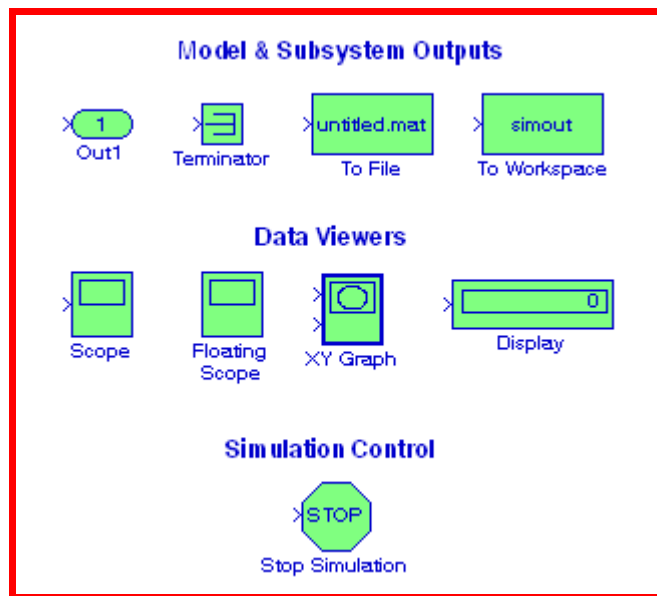 Model & Subsystem Outputs
1
untitled.mat
simout
Out1
Terminator
To File
To Workspace
Data Viewers
0
Scope
Floating
Scope
XY Graph
Display
Simulation Control
STOP
Stop Simulation